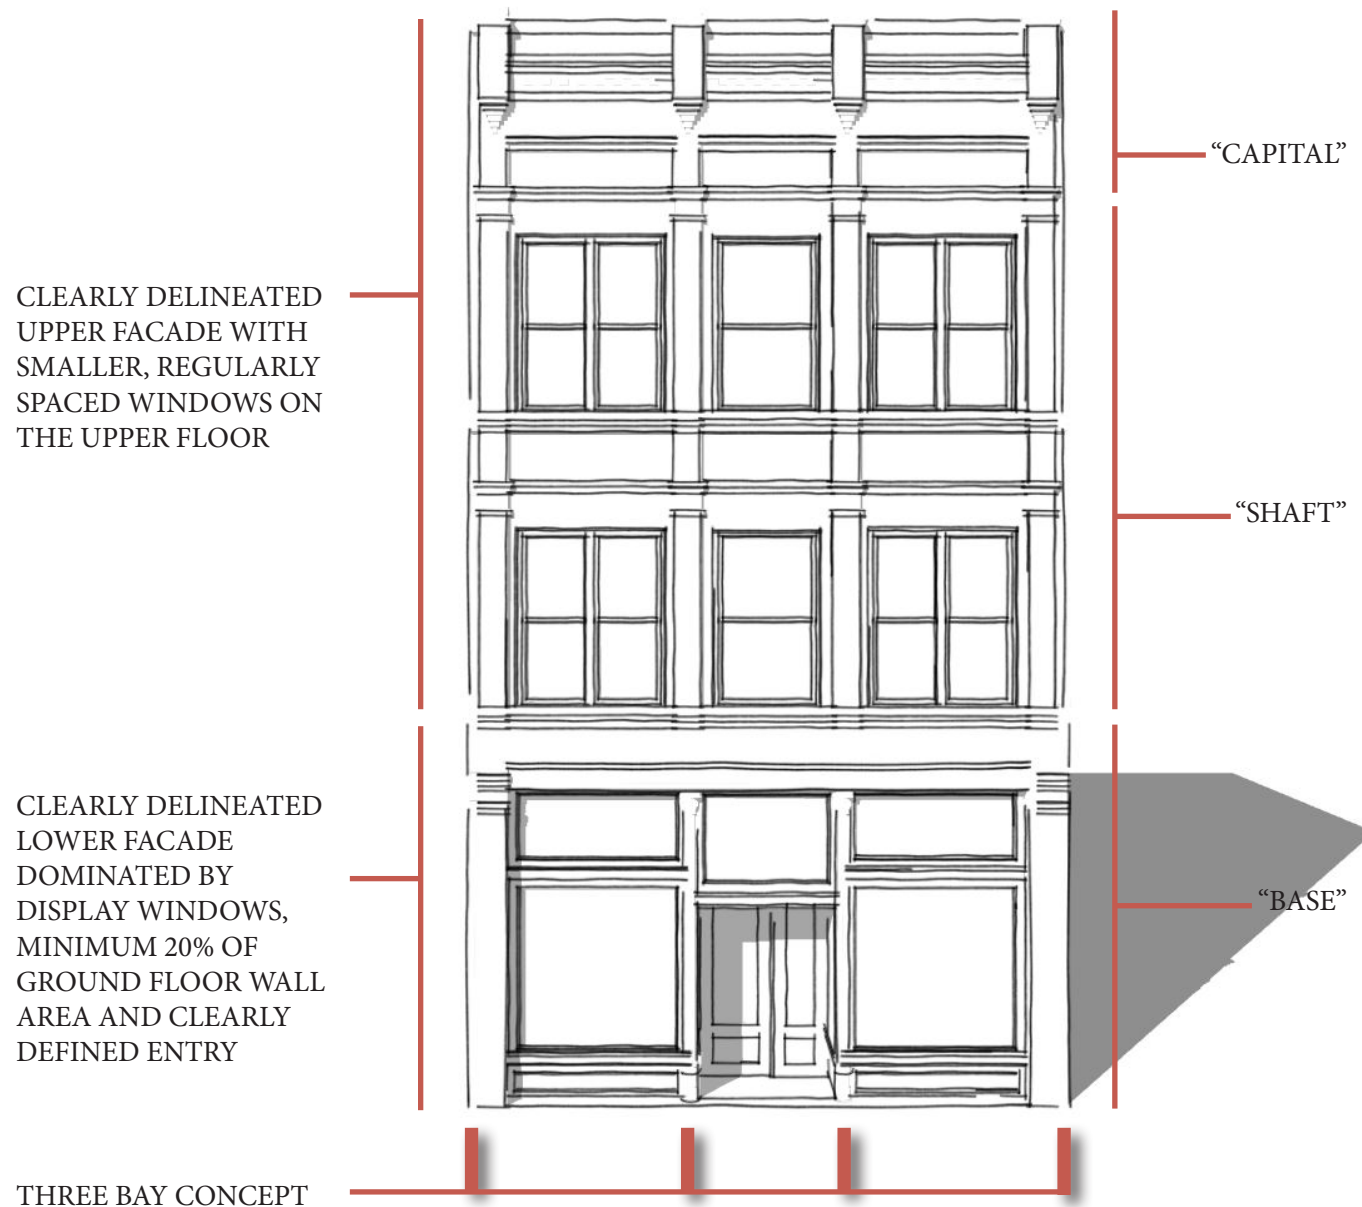 “CAPITAL”
CLEARLY DELINEATED
UPPER FACADE WITH
SMALLER, REGULARLY
SPACED WINDOWS ON
THE UPPER FLOOR
“SHAFT”
CLEARLY DELINEATED
LOWER FACADE
DOMINATED BY
DISPLAY WINDOWS,
MINIMUM 20% OF
GROUND FLOOR WALL
AREA AND CLEARLY
DEFINED ENTRY
“BASE”
THREE BAY CONCEPT